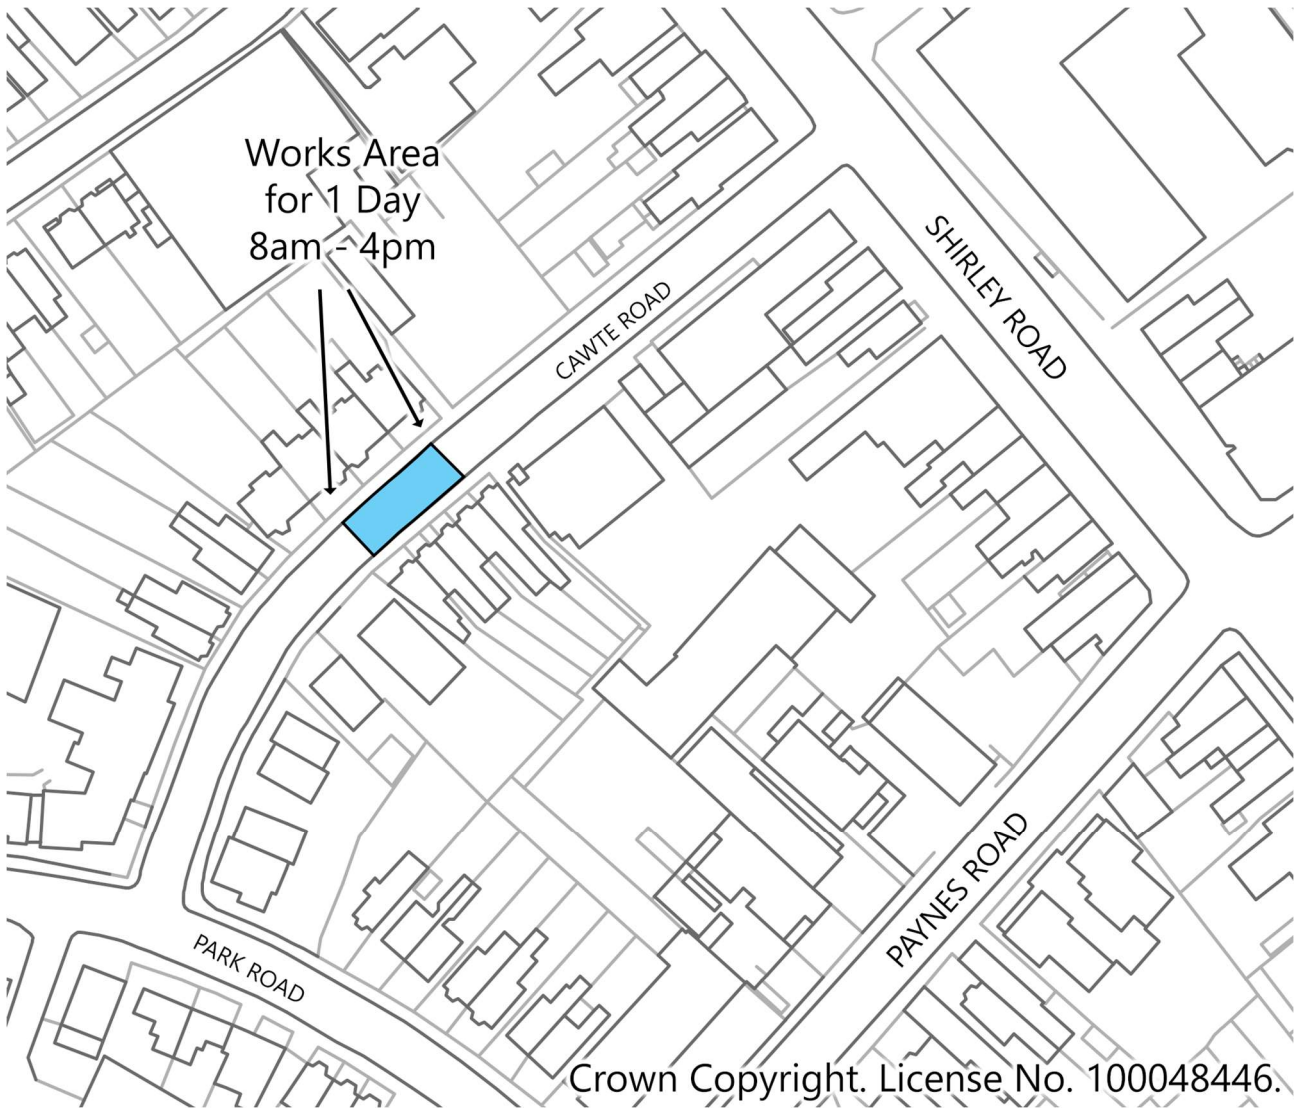 Works Area
for 1 Day
8am - 4pm
SHIRLEY ROAD
CAWTE ROAD
PAYNES ROAD
PARK ROAD
Crown Copyright. License No. 100048446.